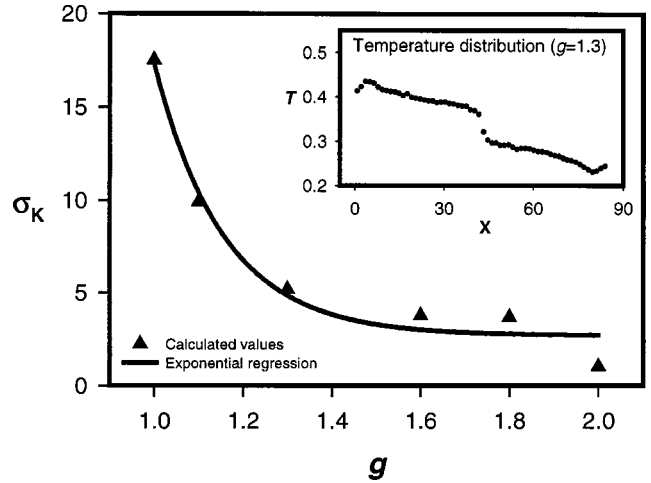 20
15
10
5
0
σK
1.0
1.2
1.4
1.6
1.8
2.0
g
Calculated values
Exponential regression
Temperature distribution (g=1.3)
0.5
0.4
0.3
0.2
T
0
30
60
90
X